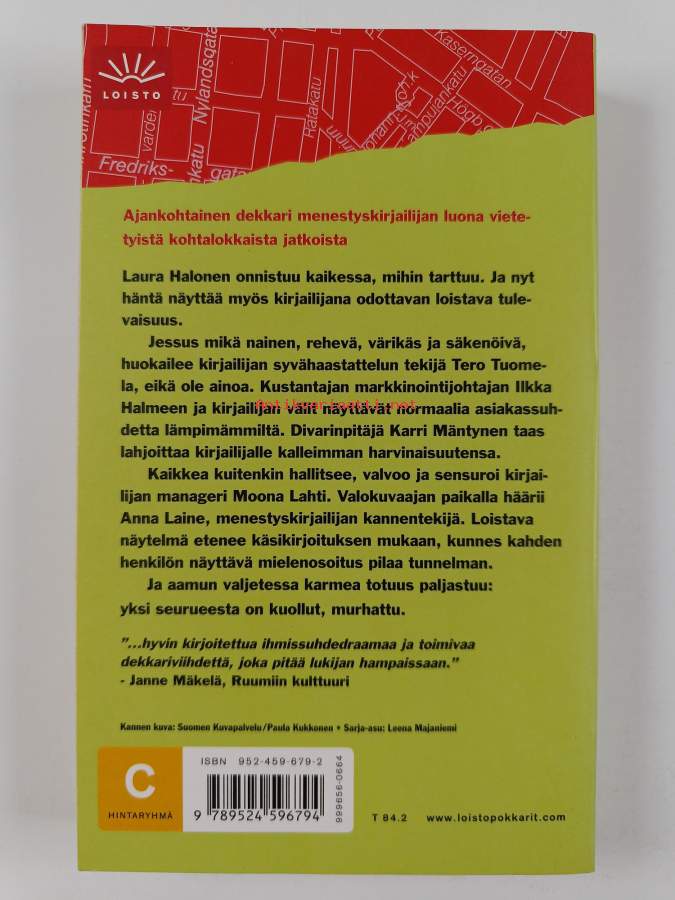 LOISTO
Nylandsgatan
Kaserngatan
Ratakatu
Fredriks-
gatan
Ajankohtainen dekkari menestyskirjailijan luona viete-
tyistä kohtalokkaista jatkoista
Laura Halonen onnistuu kaikessa, mihin tarttuu. Ja nyt
häntä näyttää myös kirjailijana odottavan loistava tule-
vaisuus.
Jessus mikä nainen, rehevä, värikäs ja säkenöivä,
huokailee kirjailijan syvähaastattelun tekijä Tero Tuome-
la, eikä ole ainoa. Kustantajan markkinointijohtajan Ilkka
Halmeen ja kirjailijan välit näyttävät normaalia asiakassuh-
detta lämpimämmiltä. Divarinpitäjä Karri Mäntynen taas
lahjoittaa kirjailijalle kalleimman harvinaisuutensa.
Kaikkea kuitenkin hallitsee, valvoo ja sensuroi kirjai-
lijan manageri Moona Lahti. Valokuvaajan paikalla häärii
Anna Laine, menestyskirjailijan kannentekijä. Loistava
näytelmä etenee käsikirjoituksen mukaan, kunnes kahden
henkilön näyttävä mielenosoitus pilaa tunnelman.
Ja aamun valjetessa karmea totuus paljastuu:
yksi seurueesta on kuollut, murhattu.
"...hyvin kirjoitettua ihmissuhdedraamaa ja toimivaa
dekkariviihdettä, joka pitää lukijan hampaissaan."
- Janne Mäkelä, Ruumiin kulttuuri
Kannen kuva: Suomen Kuvapalvelu/Paula Kukkonen • Sarja-asu: Leena Majaniemi
C
HINTARYHMÄ
ISBN 952-459-679-2
9 789524 596794
999656-0664
T 84.2 www.loistopokkarit.com